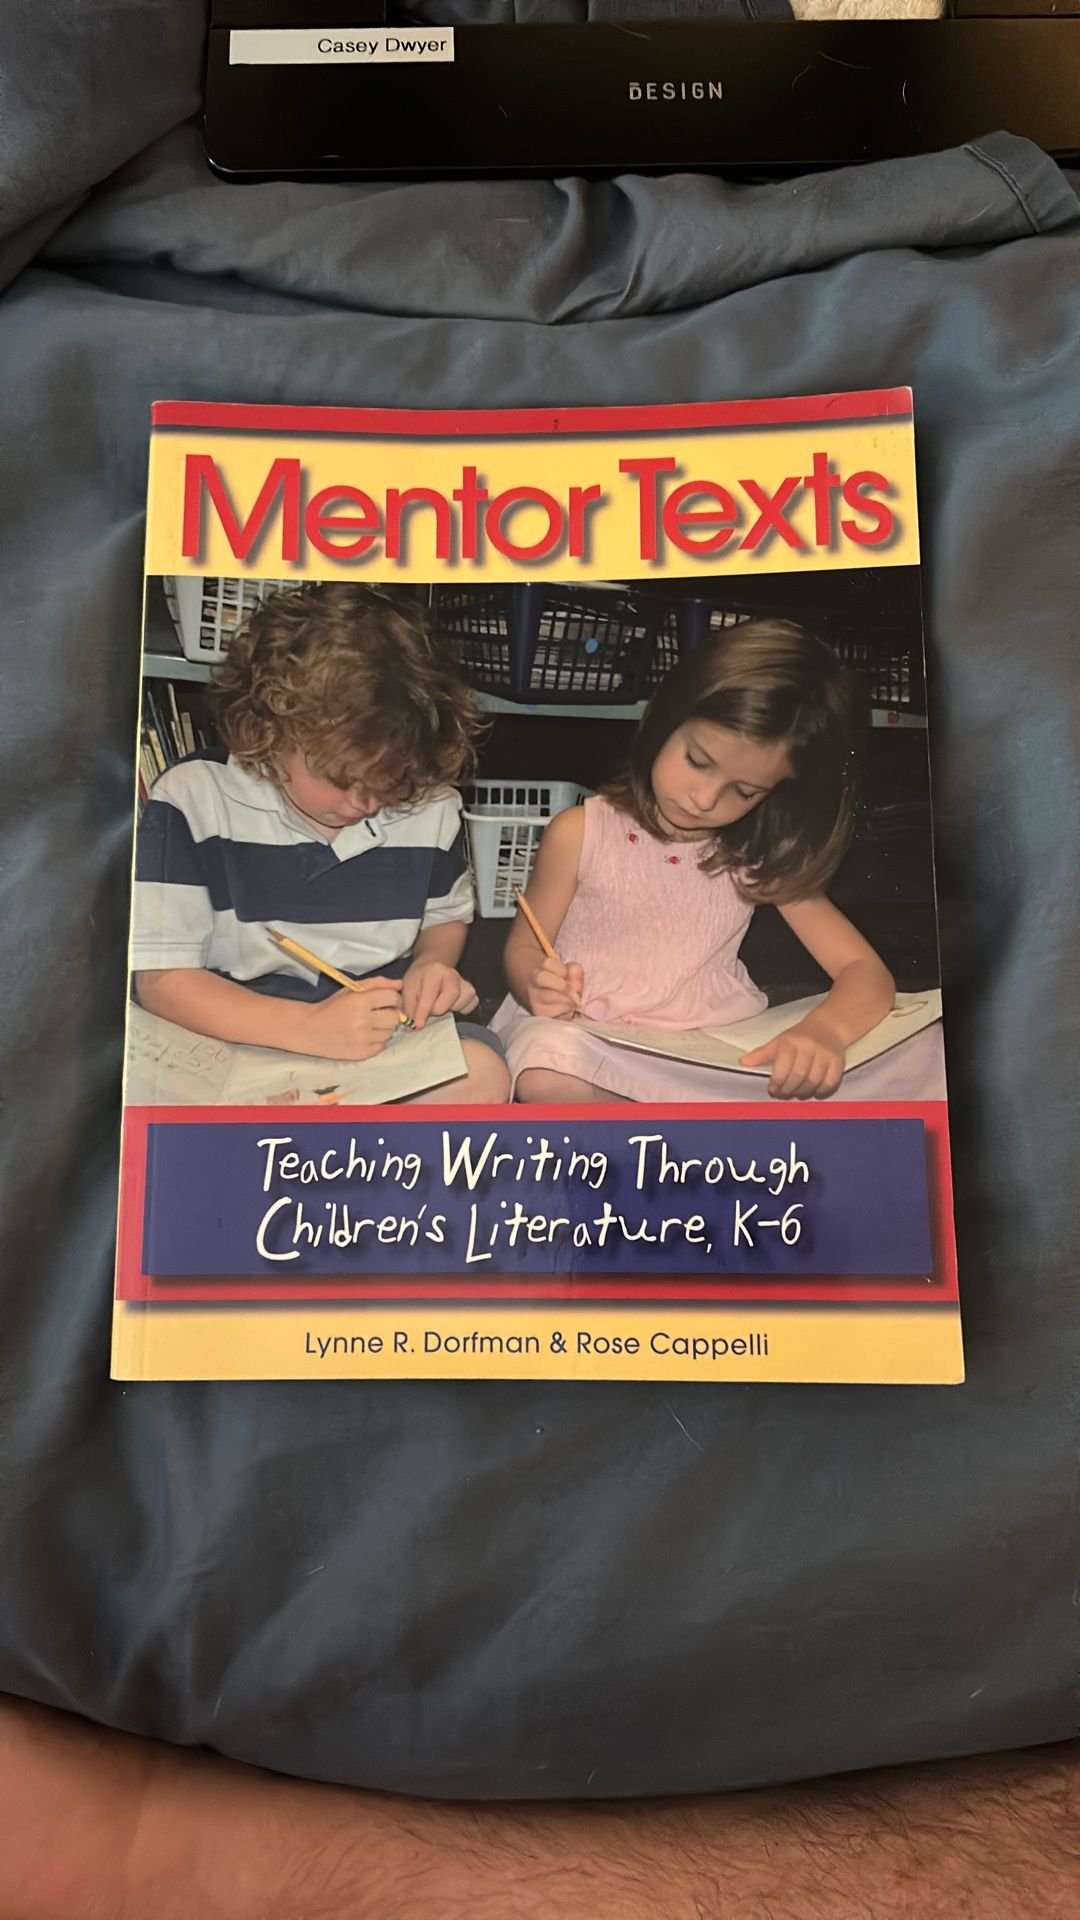 Casey Dwyer
DESIGN
Mentor Texts
Teaching Writing Through
Children's Literature, K-6
Lynne R. Dorfman & Rose Cappelli